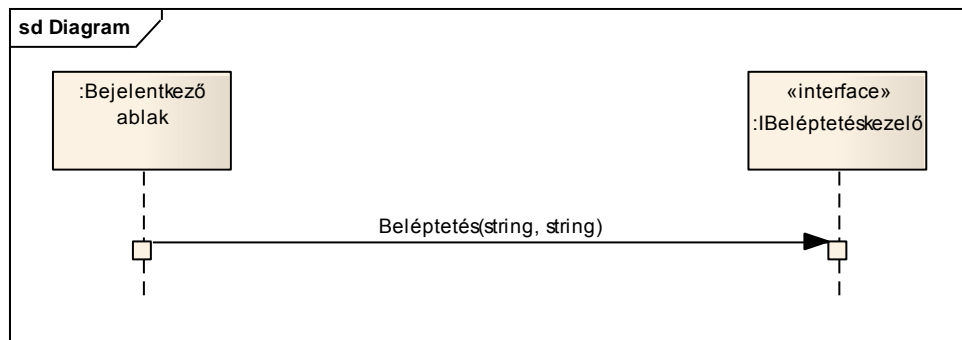 sd Diagram
:Bejelentkező
ablak
«interface»
:IBeléptetéskezelő
Beléptetés(string, string)